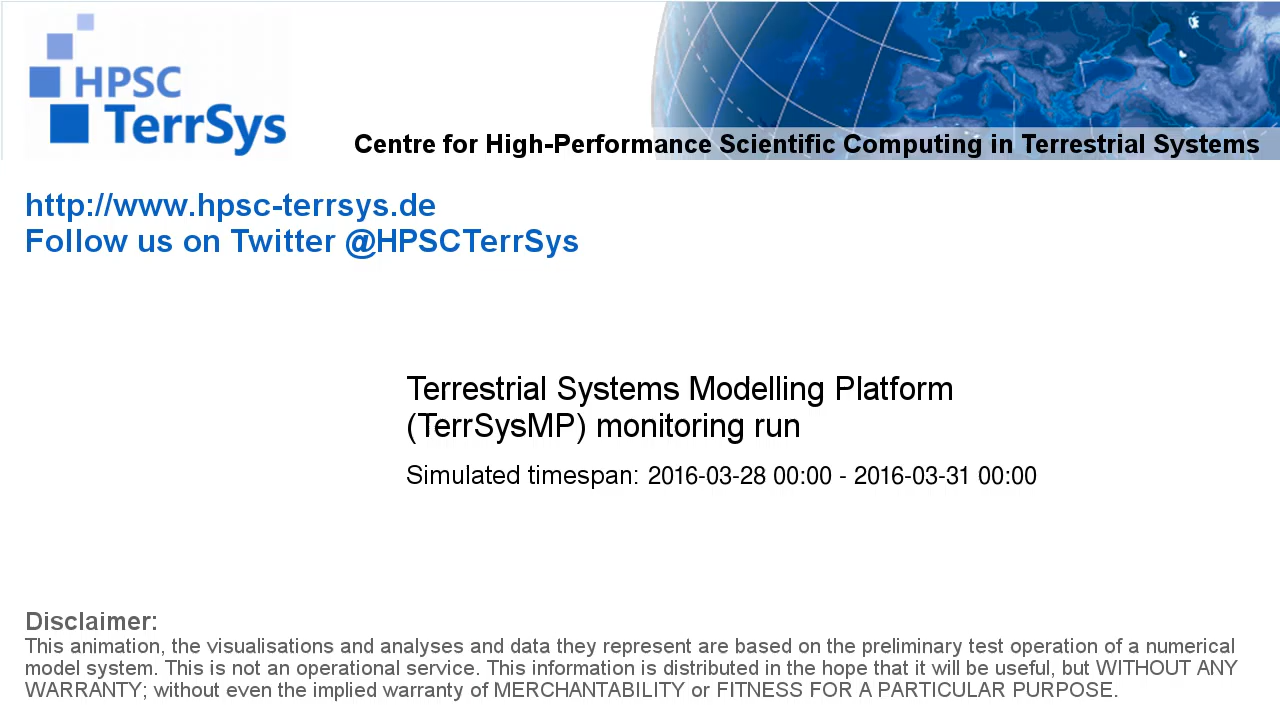 HPSC
TerrSys
Centre for High-Performance Scientific Computing in Terrestrial Systems
http://www.hpsc-terrsys.de
Follow us on Twitter @HPSCTerrSys
Terrestrial Systems Modelling Platform
(TerrSysMP) monitoring run
Simulated timespan: 2016-03-28 00:00 - 2016-03-31 00:00
Disclaimer:
This animation, the visualisations and analyses and data they represent are based on the preliminary test operation of a numerical
model system. This is not an operational service. This information is distributed in the hope that it will be useful, but WITHOUT ANY
WARRANTY; without even the implied warranty of MERCHANTABILITY or FITNESS FOR A PARTICULAR PURPOSE.